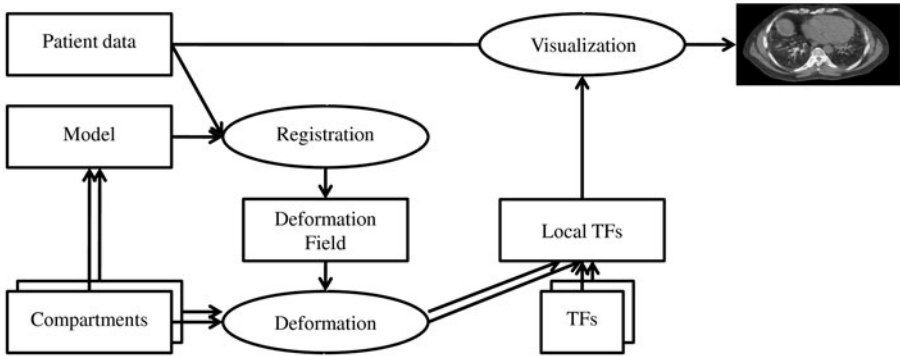 Patient data
Visualization
Model
Registration
Deformation
Field
Local TFs
Compartments
Deformation
TFs